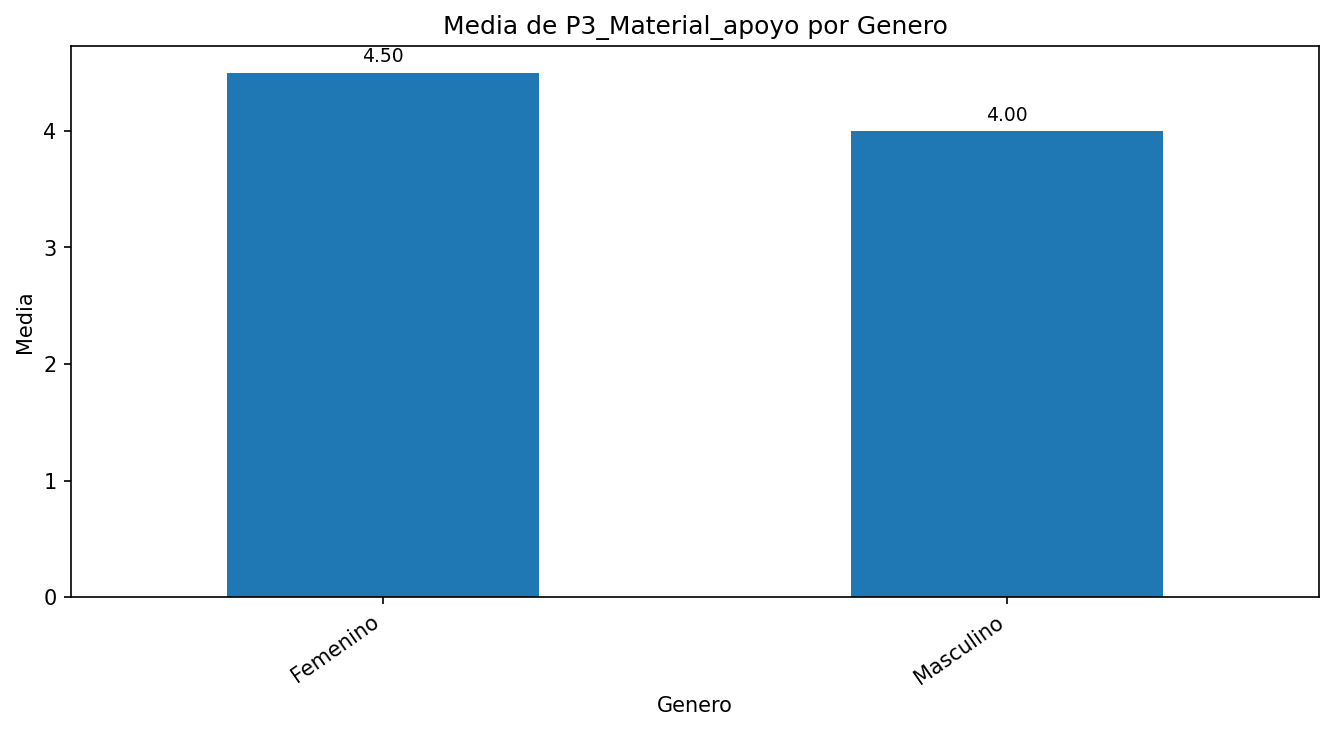 Media de P3_Material_apoyo por Genero
4.50
4.00
4
3
2
1
0
Media
Femenino
Masculino
Genero